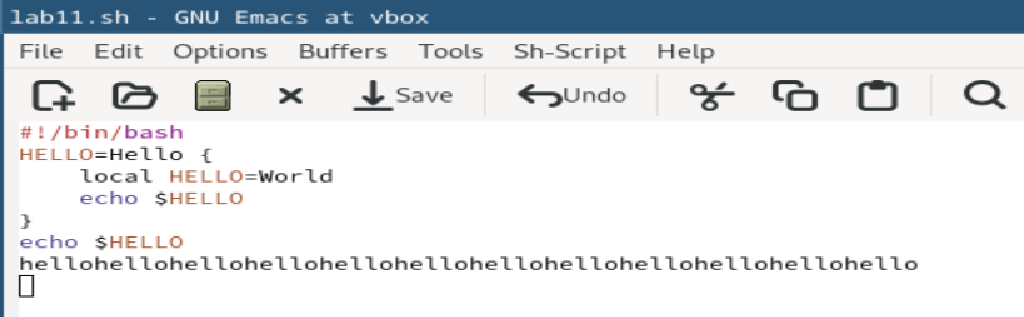 lab11.sh - GNU Emacs at vbox
File Edit Options Buffers Tools Sh-Script Help
Save Undo
#!/bin/bash
HELLO=Hello {
    local HELLO=World
    echo $HELLO
}
echo $HELLO
hellohellohellohellohellohellohellohellohellohellohellohello